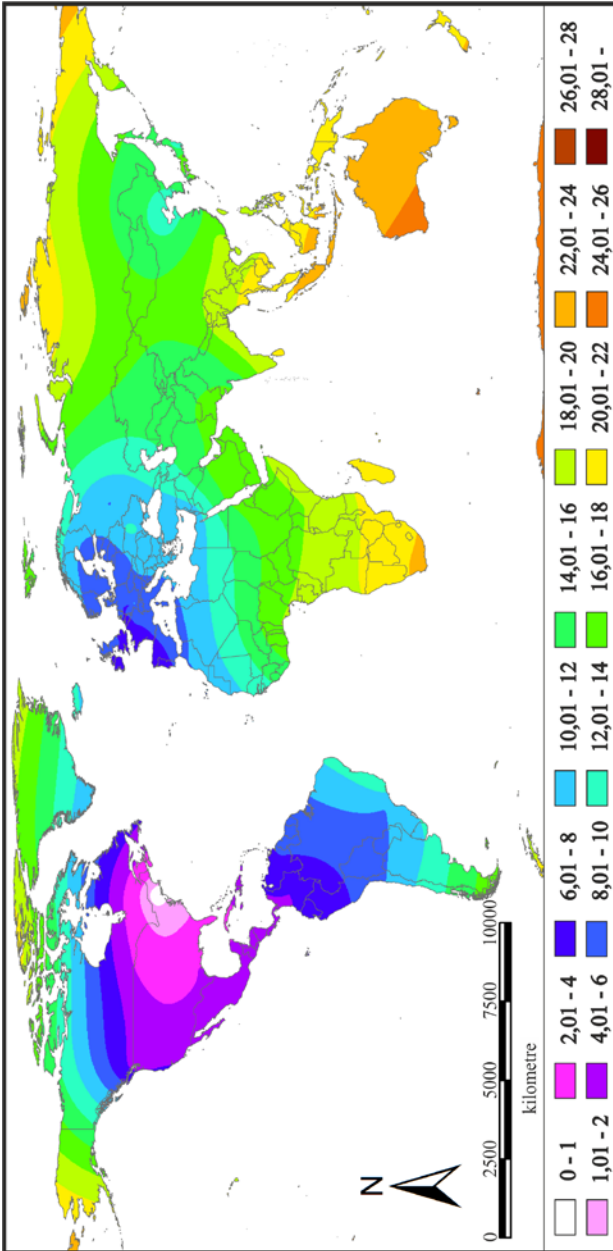 N
0 2500 5000 7500 10000
kilometre
0 - 1 2,01 - 4 6,01 - 8 10,01 - 12 14,01 - 16 18,01 - 20 22,01 - 24 26,01 - 28
1,01 - 2 4,01 - 6 8,01 - 10 12,01 - 14 16,01 - 18 20,01 - 22 24,01 - 26 28,01 -